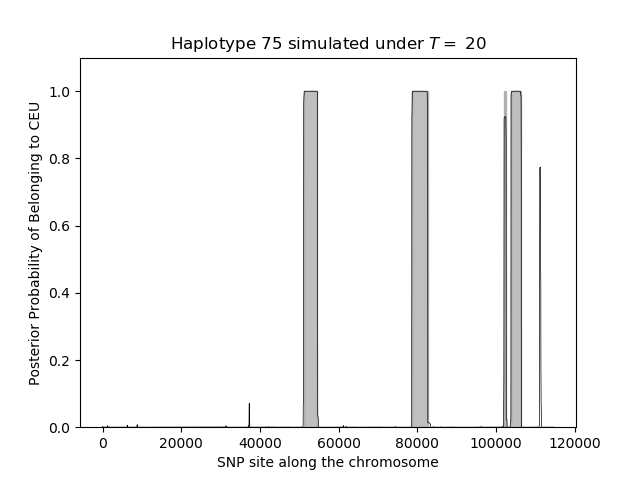 Haplotype 75 simulated under T = 20
Posterior Probability of Belonging to CEU
1.0
0.8
0.6
0.4
0.2
0.0
0 20000 40000 60000 80000 100000 120000
SNP site along the chromosome